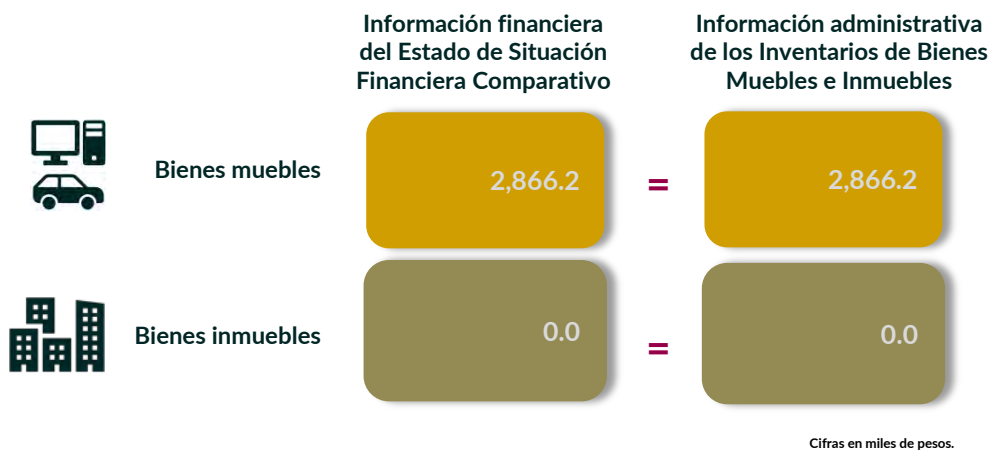 Información financiera
del Estado de Situación
Financiera Comparativo
Información administrativa
de los Inventarios de Bienes
Muebles e Inmuebles
Bienes muebles
2,866.2
=
2,866.2
Bienes inmuebles
0.0
=
0.0
Cifras en miles de pesos.